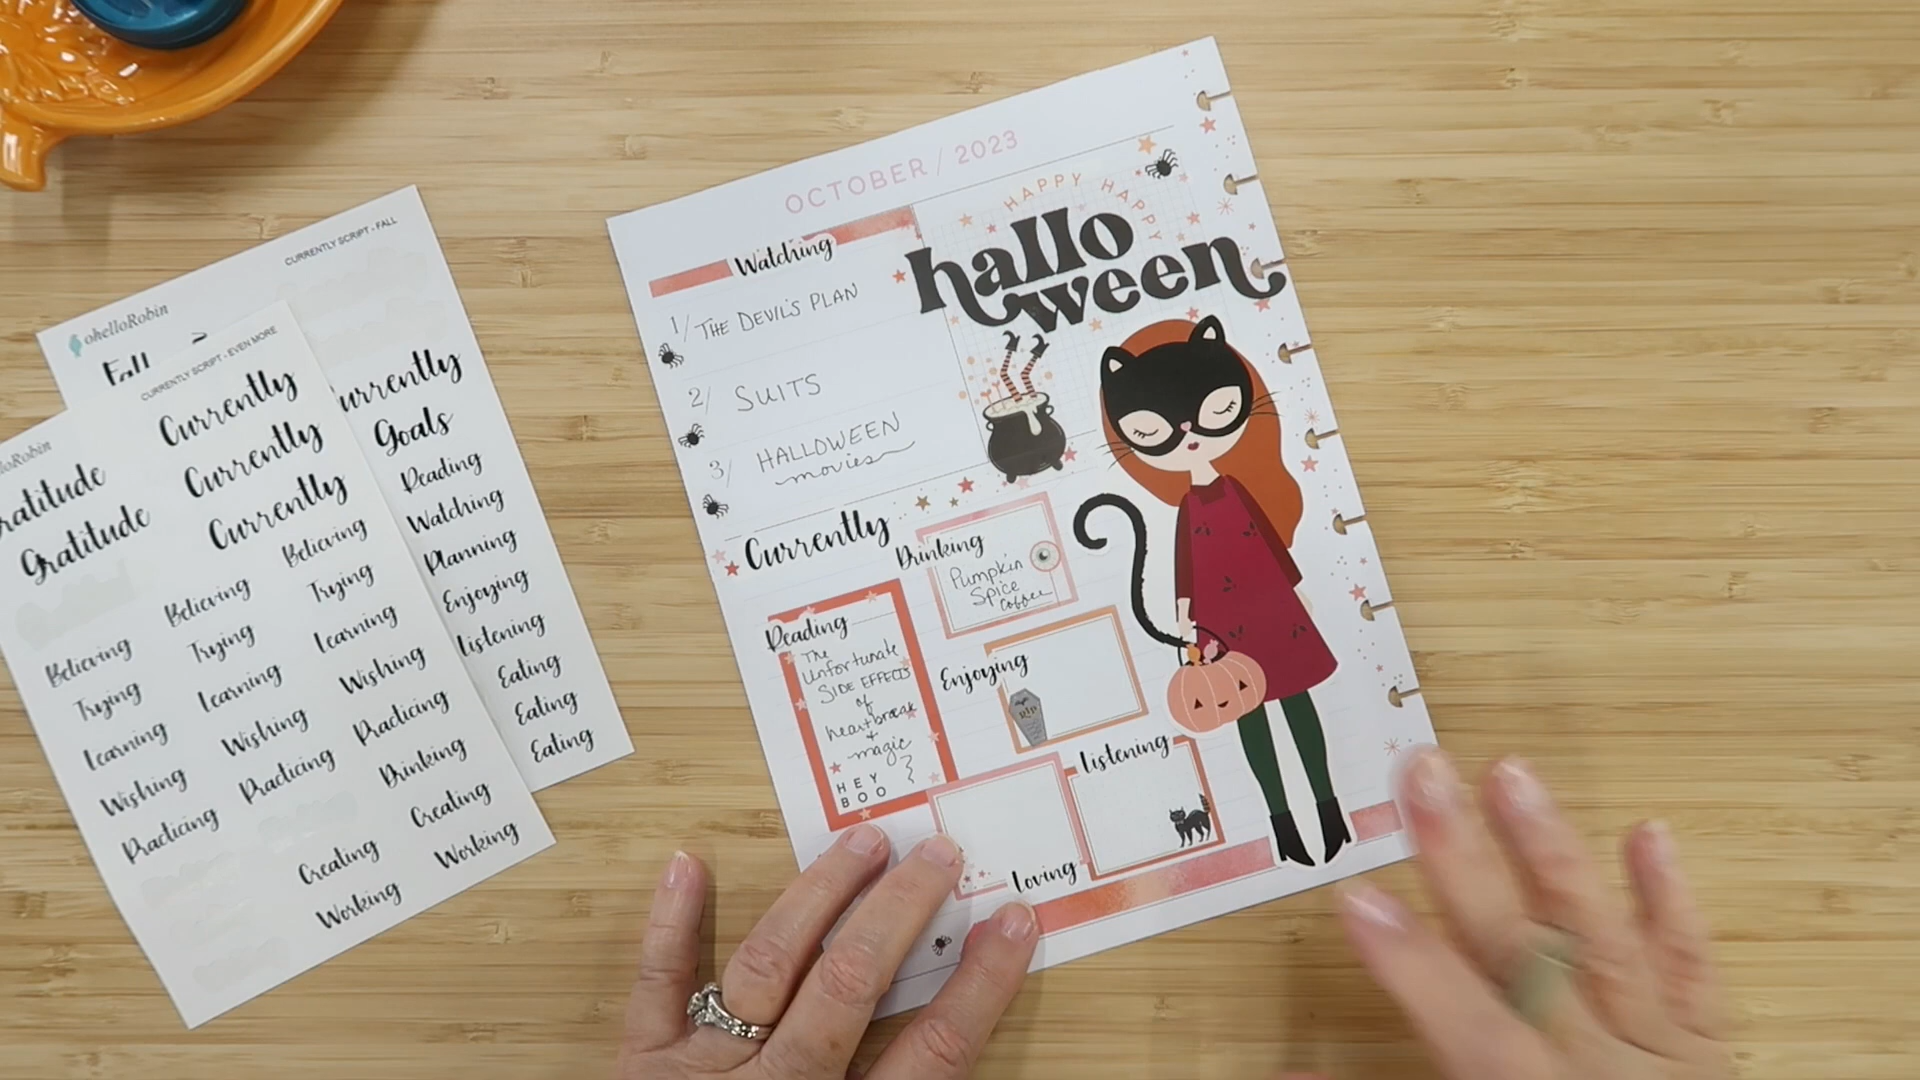 CURRENTLY SCRIPT - FALL
ohelloRobin
Fall
Currently
Goals
Reading
Watching
Planning
Enjoying
Listening
Eating
Eating
Eating
CURRENTLY SCRIPT - EVEN MORE
Currently
Currently
Currently
Gratitude
Gratitude
Believing
Believing
Believing
Trying
Trying
Trying
Learning
Learning
Learning
Wishing
Wishing
Wishing
Practicing
Practicing
Practicing
Drinking
Creating
Creating
Working
Working
OCTOBER / 2023
Watching
1/ THE DEVIL'S PLAN
2/ SUITS
3/ HALLOWEEN
movies
HAPPY HAPPY
hallo
ween
Currently
Drinking
Pumpkin
Spice
coffee
Reading
The
Unfortunate
SIDE EFFECTS
of
heartbreak
+
magic
HEY
BOO
Enjoying
RIP
Listening
Loving